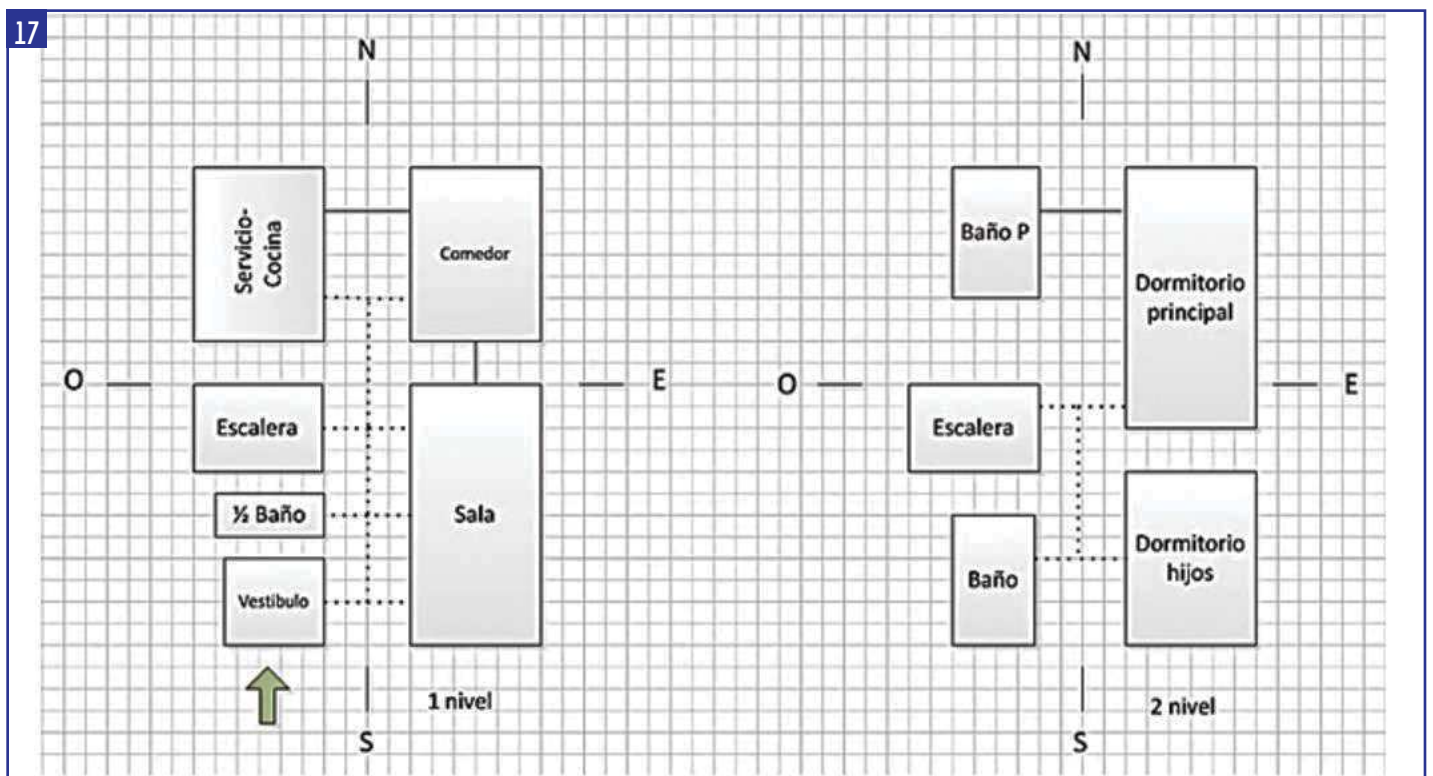 17
N
Servicio-
Cocina
Comedor
O
E
Escalera
½ Baño
Sala
Vestibulo
1 nivel
S
N
Baño P
Dormitorio
principal
O
E
Escalera
Dormitorio
hijos
Baño
2 nivel
S